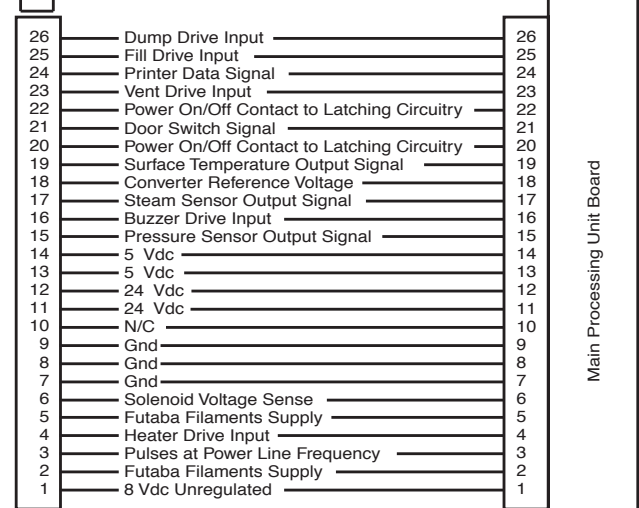 26 Dump Drive Input 26
25 Fill Drive Input 25
24 Printer Data Signal 24
23 Vent Drive Input 23
22 Power On/Off Contact to Latching Circuitry 22
21 Door Switch Signal 21
20 Power On/Off Contact to Latching Circuitry 20
19 Surface Temperature Output Signal 19
18 Converter Reference Voltage 18
17 Steam Sensor Output Signal 17
16 Buzzer Drive Input 16
15 Pressure Sensor Output Signal 15
14 5 Vdc 14
13 5 Vdc 13
12 24 Vdc 12
11 24 Vdc 11
10 N/C 10
9 Gnd 9
8 Gnd 8
7 Gnd 7
6 Solenoid Voltage Sense 6
5 Futaba Filaments Supply 5
4 Heater Drive Input 4
3 Pulses at Power Line Frequency 3
2 Futaba Filaments Supply 2
1 8 Vdc Unregulated 1
Main Processing Unit Board